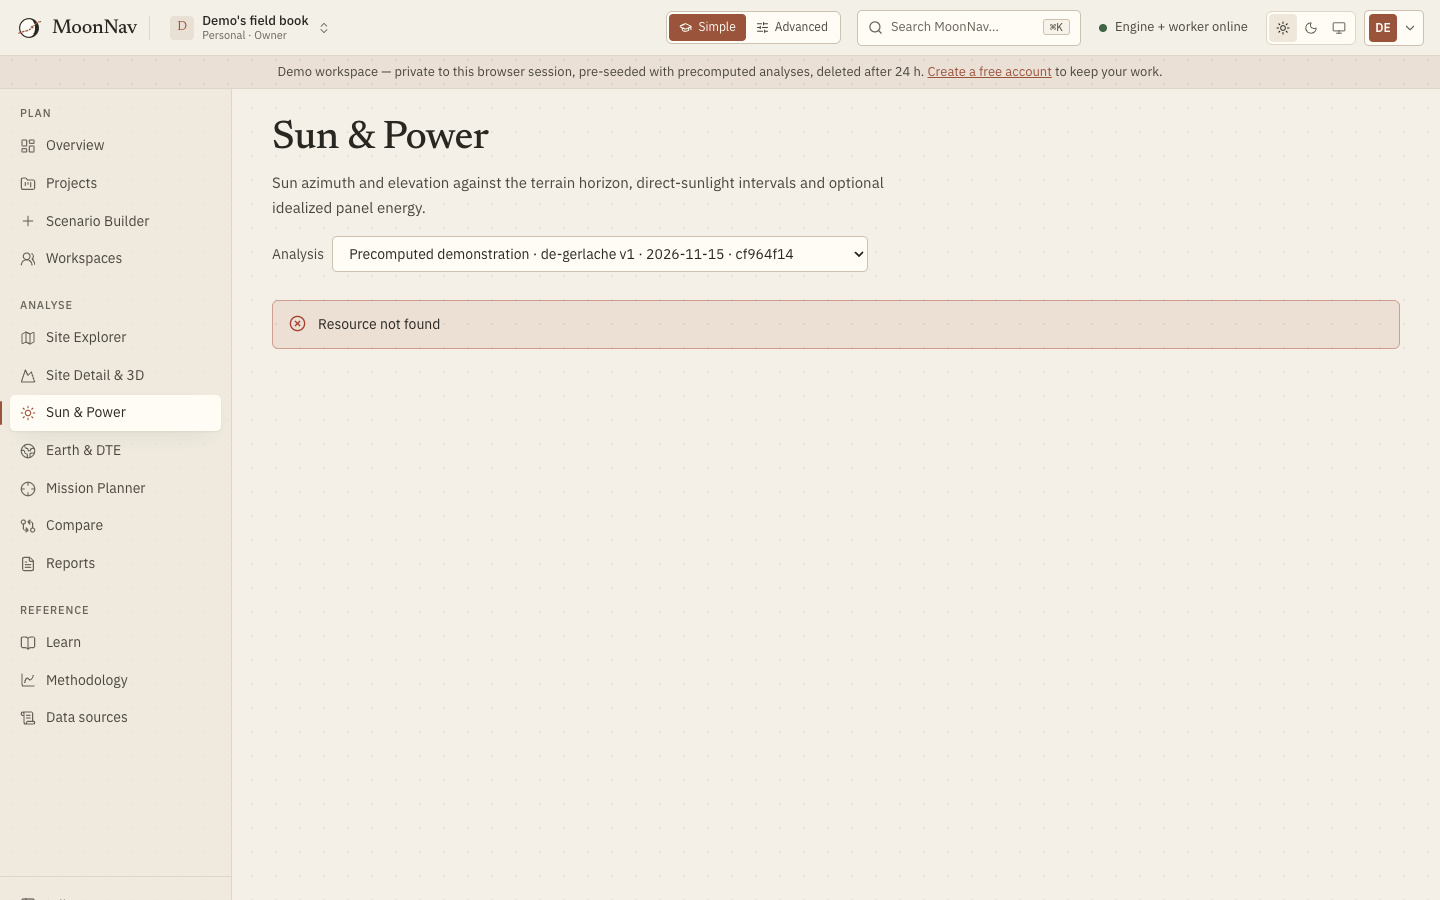 MoonNav
D
Demo's field book
Personal · Owner
Simple
Advanced
Search MoonNav...
⌘K
Engine + worker online
DE
Demo workspace — private to this browser session, pre-seeded with precomputed analyses, deleted after 24 h. Create a free account to keep your work.
PLAN
Overview
Projects
Scenario Builder
Workspaces
ANALYSE
Site Explorer
Site Detail & 3D
Sun & Power
Earth & DTE
Mission Planner
Compare
Reports
REFERENCE
Learn
Methodology
Data sources
Sun & Power
Sun azimuth and elevation against the terrain horizon, direct-sunlight intervals and optional
idealized panel energy.
Analysis
Precomputed demonstration · de-gerlache v1 · 2026-11-15 · cf964f14
Resource not found